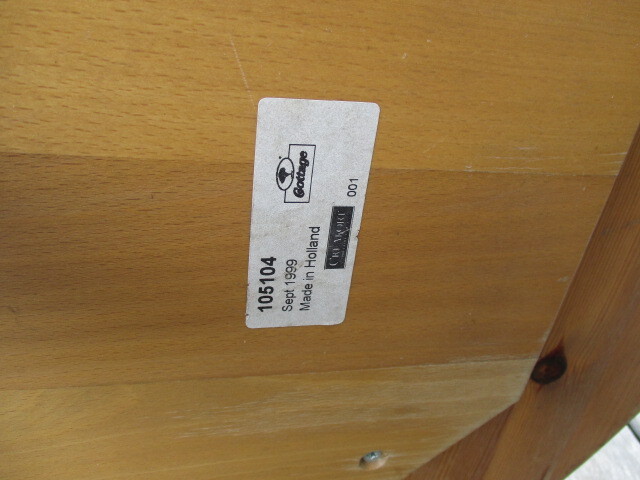 Cottage
105104
Sept 1999
Made in Holland
001